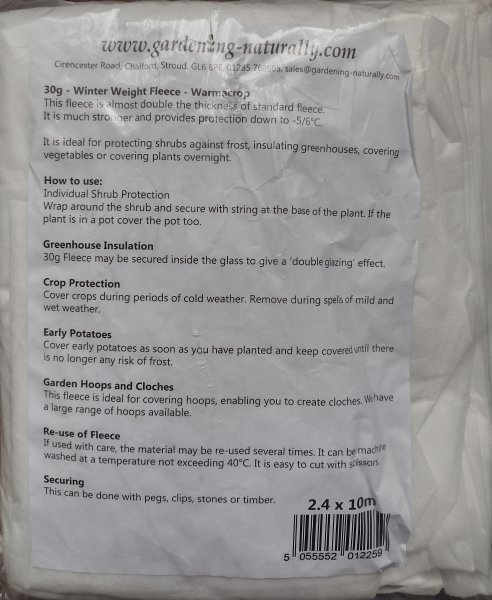 www.gardening-naturally.com
Cirencester Road, Chalford, Stroud. GL6 8PE. 01285 760505, sales@gardening-naturally.com
30g - Winter Weight Fleece - Warmacrop
This fleece is almost double the thickness of standard fleece.
It is much stronger and provides protection down to -5/6°C.
It is ideal for protecting shrubs against frost, insulating greenhouses, covering
vegetables or covering plants overnight.
How to use:
Individual Shrub Protection
Wrap around the shrub and secure with string at the base of the plant. If the
plant is in a pot cover the pot too.
Greenhouse Insulation
30g Fleece may be secured inside the glass to give a 'double glazing' effect.
Crop Protection
Cover crops during periods of cold weather. Remove during spells of mild and
wet weather.
Early Potatoes
Cover early potatoes as soon as you have planted and keep covered until there
is no longer any risk of frost.
Garden Hoops and Cloches
This fleece is ideal for covering hoops, enabling you to create cloches. We have
a large range of hoops available.
Re-use of Fleece
If used with care, the material may be re-used several times. It can be machine
washed at a temperature not exceeding 40°C. It is easy to cut with scissors
Securing
This can be done with pegs, clips, stones or timber.
2.4 x 10m
5 055552 012259